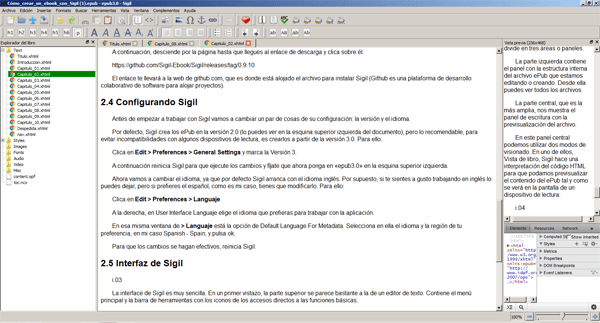 Cómo_crear_un_ebook_con_Sigil (1).epub - epub3.0 - Sigil
Archivo Edición Insertar Formato Buscar Herramientas Ver Complementos Ventana Ayuda
h1 h2 h3 h4 h5 h6 p
Explorador del libro
Text
Titulo.xhtml
Introduccion.xhtml
Capitulo_01.xhtml
Capitulo_02.xhtml
Capitulo_03.xhtml
Capitulo_04.xhtml
Capitulo_05.xhtml
Capitulo_06.xhtml
Capitulo_07.xhtml
Capitulo_08.xhtml
Capitulo_09.xhtml
Capitulo_10.xhtml
Despedida.xhtml
nav.xhtml
Styles
Images
Fonts
Audio
Video
Misc
content.opf
toc.ncx
Titulo.xhtml Capitulo_08.xhtml Capitulo_02.xhtml
A continuación, desciende por la página hasta que llegues al enlace de descarga y clica sobre él:
https://github.com/Sigil-Ebook/Sigil/releases/tag/0.9.10
El enlace te llevará a la web de github.com, que es donde está alojado el archivo para instalar Sigil (Github es una plataforma de desarrollo
colaborativo de software para alojar proyectos).
2.4 Configurando Sigil
Antes de empezar a trabajar con Sigil vamos a cambiar un par de cosas de su configuración: la versión y el idioma.
Por defecto, Sigil crea los ePub en la versión 2.0 (lo puedes ver en la esquina superior izquierda del documento), pero lo recomendable, para
evitar incompatibilidades con algunos dispositivos de lectura, es crearlos a partir de la versión 3.0. Para ello:
Clica en Edit > Preferences > General Settings y marca la Versión 3.
A continuación reinicia Sigil para que ejecute los cambios y fíjate que ahora ponga en «epub3.0» en la esquina superior izquierda.
Ahora vamos a cambiar el idioma, ya que por defecto Sigil arranca con el idioma inglés. Por supuesto, si te sientes a gusto trabajando en inglés lo
puedes dejar, pero si prefieres el español, como es mi caso, tienes que modificarlo. Para ello:
Clica en Edit > Preferences > Languaje
A la derecha, en User Interface Languaje elige el idioma que prefieras para trabajar con la aplicación.
En esa misma ventana de > Languaje está la opción de Default Language For Metadata. Selecciona en ella el idioma y la región de tu
preferencia, en mi caso Spanish - Spain, y pulsa ok.
Para que los cambios se hagan efectivos, reinicia Sigil.
2.5 Interfaz de Sigil
i.03
La interface de Sigil es muy sencilla. En un primer vistazo, la parte superior se parece bastante a la de un editor de texto. Contiene el menú
principal y la barra de herramientas con los iconos de los accesos directos a las funciones básicas.
Vista previa (236x468)
divide en tres áreas o paneles.
La parte izquierda contiene
el panel con la estructura interna
del archivo ePub que estamos
editando o creando. Desde ella
puedes ver todos los archivos.
La parte central, que es la
más amplia, nos muestra el
panel de escritura con la
previsualización del archivo.
En este panel central
podemos utilizar dos modos de
visionado. En uno de ellos,
Vista de libro, Sigil hace una
interpretación del código HTML
para que podamos previsualizar
el contenido del ePub tal y como
se verá en la pantalla de un
dispositivo de lectura:
i.04
Elements Resources Network
Computed Show inherited
Styles
Metrics
Properties
DOM Breakpoints
Event Listeners
100%